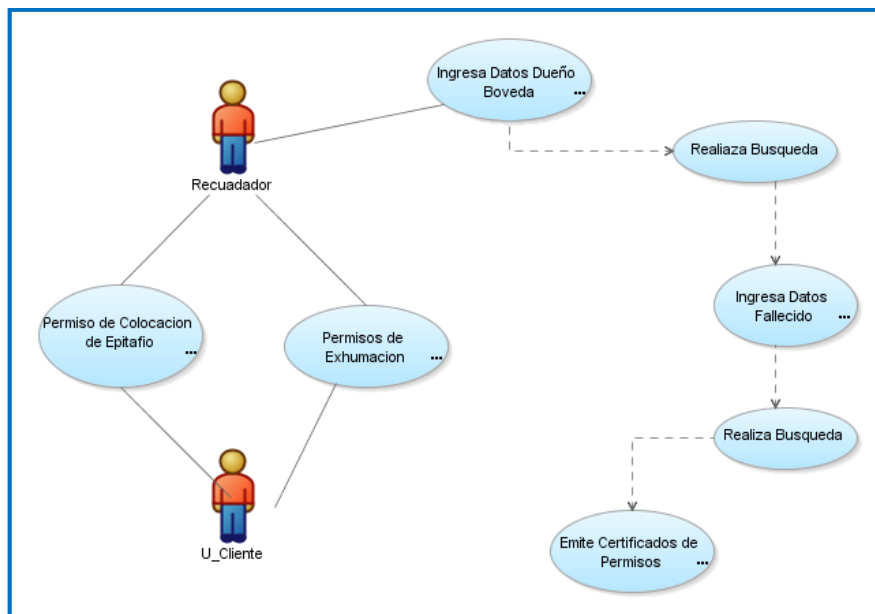 Ingresa Datos Dueño
Boveda
...
Realiaza Busqueda
Recuadador
Ingresa Datos
Fallecido
...
Permiso de Colocacion
de Epitafio
...
Permisos de
Exhumacion
...
Realiza Busqueda
U_Cliente
Emite Certificados de
Permisos
...